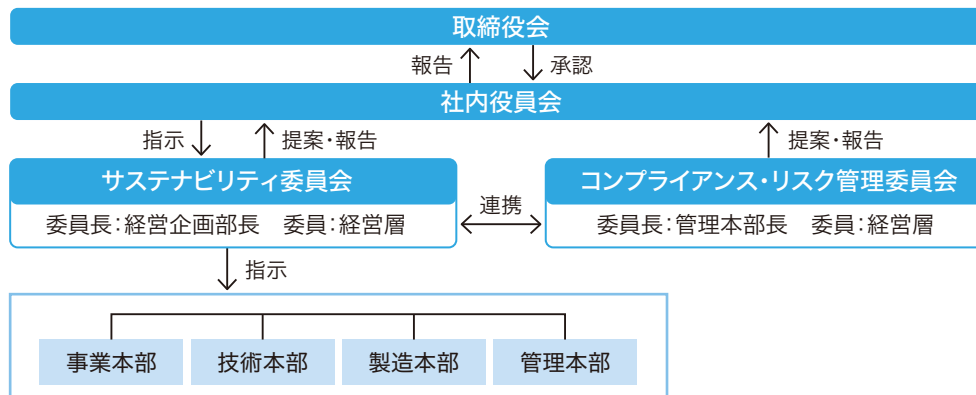 取締役会
報告 承認
社内役員会
指示 提案・報告 提案・報告
サステナビリティ委員会 コンプライアンス・リスク管理委員会
委員長：経営企画部長　委員：経営層 連携 委員長：管理本部長　委員：経営層
指示
事業本部 技術本部 製造本部 管理本部